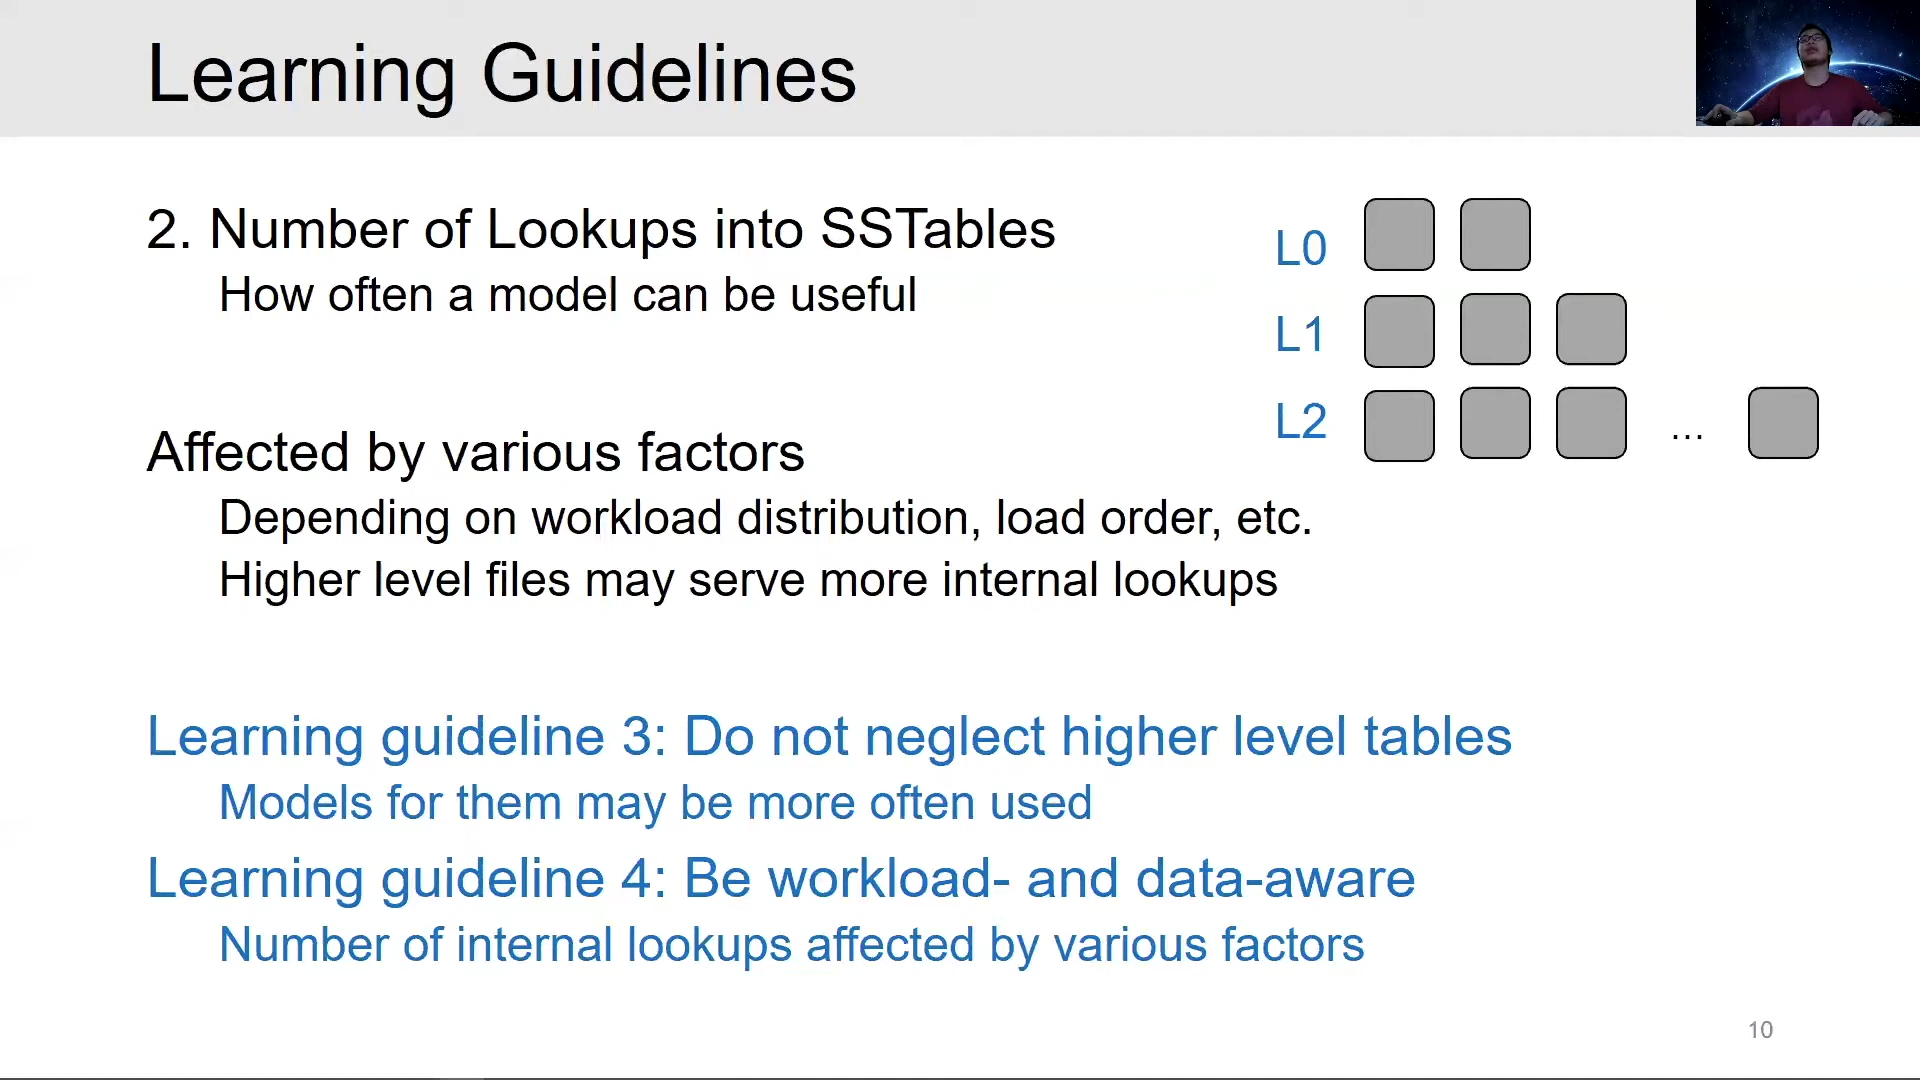 Learning Guidelines
2. Number of Lookups into SSTables
How often a model can be useful
L0
L1
L2
...
Affected by various factors
Depending on workload distribution, load order, etc.
Higher level files may serve more internal lookups
Learning guideline 3: Do not neglect higher level tables
Models for them may be more often used
Learning guideline 4: Be workload- and data-aware
Number of internal lookups affected by various factors
10